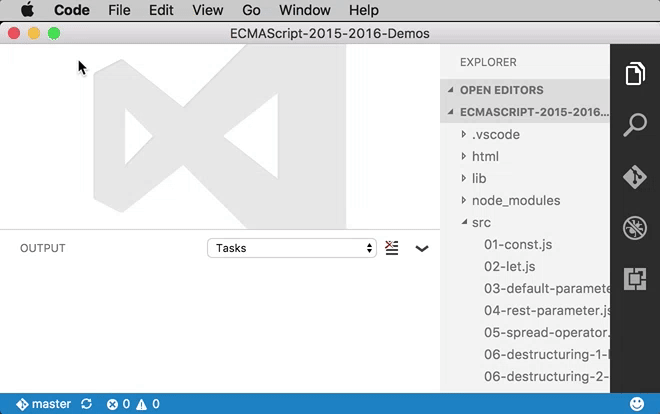 Code File Edit View Go Window Help
ECMAScript-2015-2016-Demos
EXPLORER
OPEN EDITORS
ECMASCRIPT-2015-2016...
.vscode
html
lib
node_modules
src
01-const.js
02-let.js
03-default-paramete
04-rest-parameter.js
05-spread-operator.
06-destructuring-1-
06-destructuring-2-
OUTPUT Tasks
master 0 0